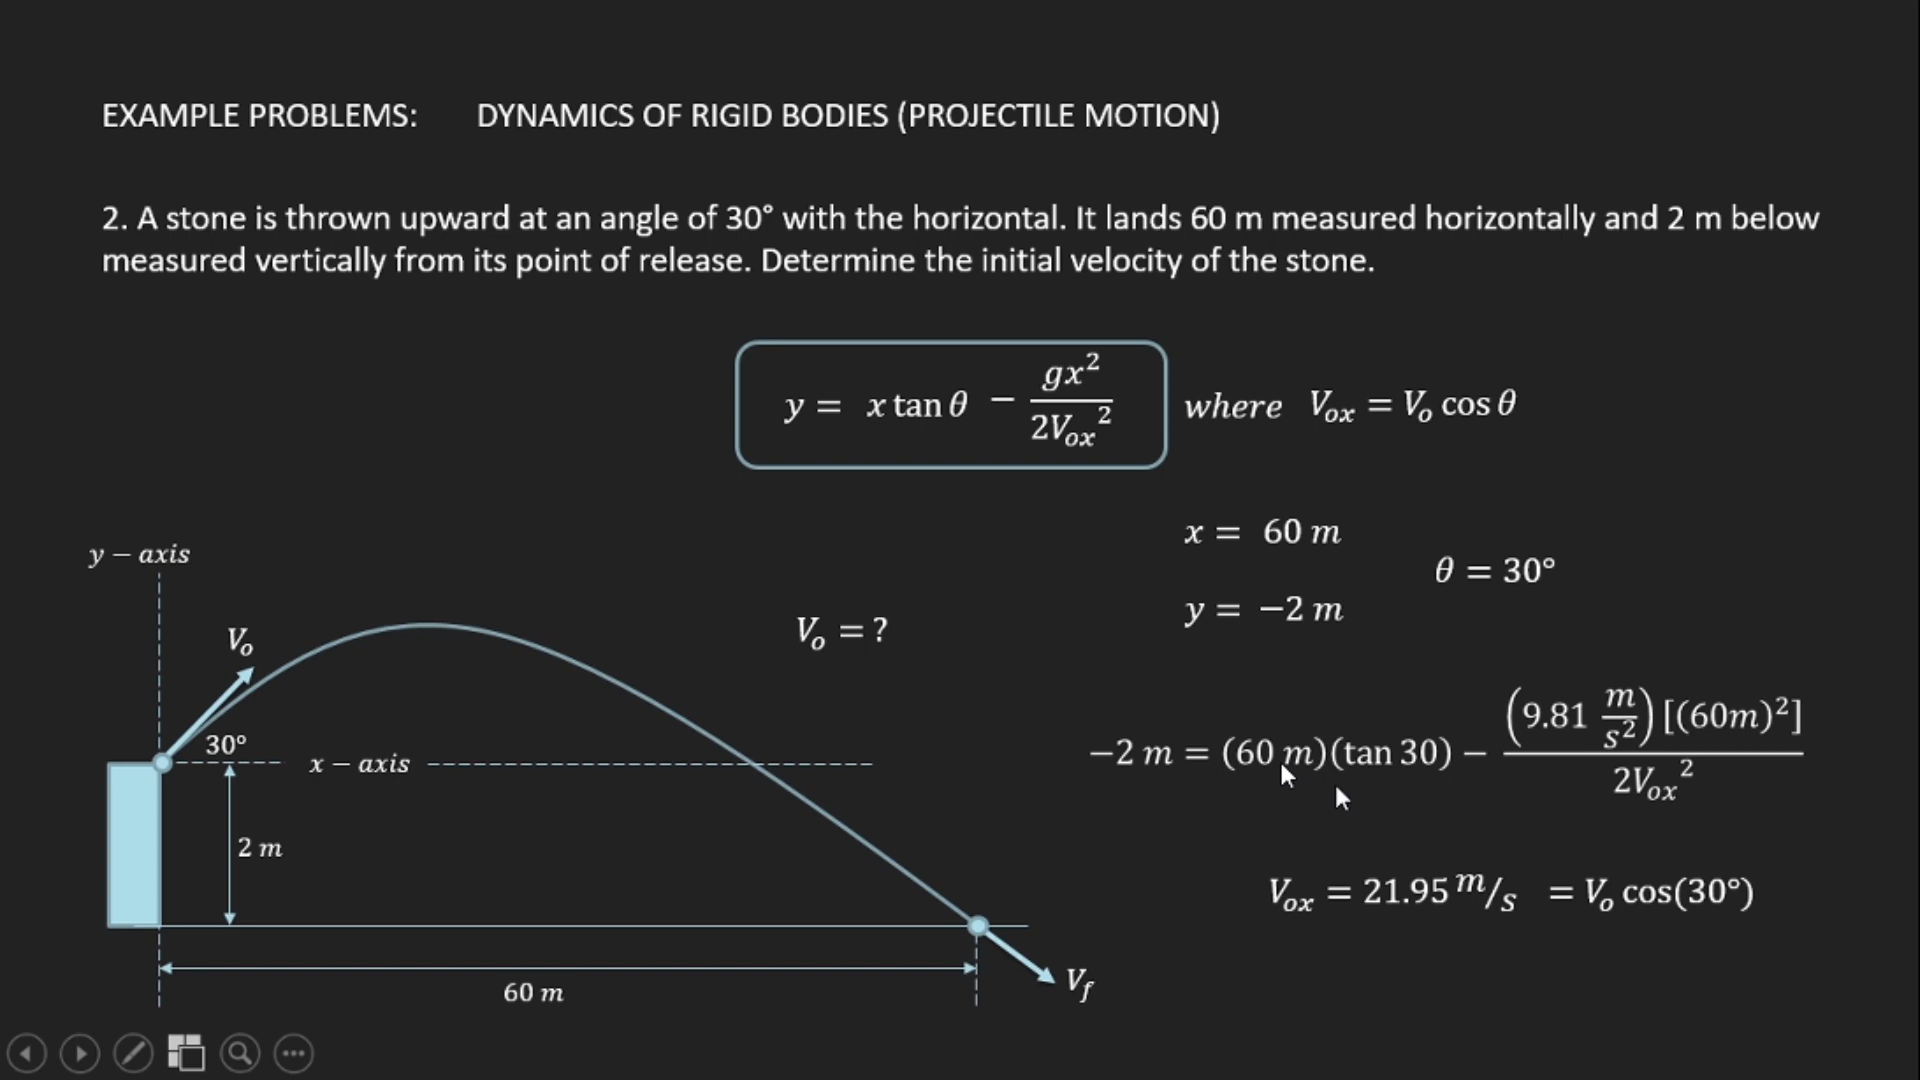 EXAMPLE PROBLEMS: DYNAMICS OF RIGID BODIES (PROJECTILE MOTION)
2. A stone is thrown upward at an angle of 30° with the horizontal. It lands 60 m measured horizontally and 2 m below
measured vertically from its point of release. Determine the initial velocity of the stone.
y = x tan θ − gx² / 2Vₒₓ² where Vₒₓ = Vₒ cos θ
x = 60 m
θ = 30°
y = −2 m
y − axis
Vₒ
Vₒ = ?
30°
x − axis
−2 m = (60 m)(tan 30) − (9.81 m/s²)[(60m)²] / 2Vₒₓ²
2 m
Vₒₓ = 21.95 m/s = Vₒ cos(30°)
60 m
V_f